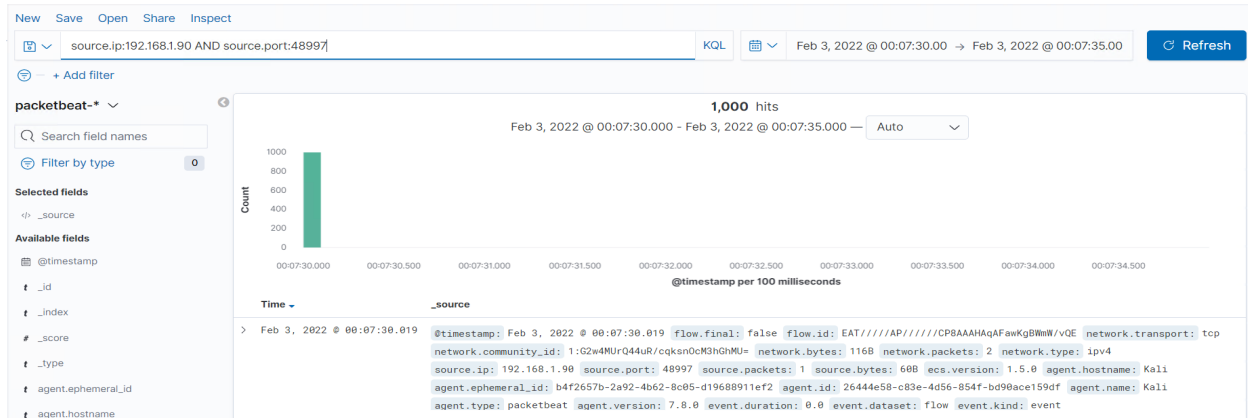 New Save Open Share Inspect
source.ip:192.168.1.90 AND source.port:48997
KQL
Feb 3, 2022 @ 00:07:30.00 → Feb 3, 2022 @ 00:07:35.00
Refresh
+ Add filter
packetbeat-*
Search field names
Filter by type 0
Selected fields
</> _source
Available fields
@timestamp
t _id
t _index
# _score
t _type
t agent.ephemeral_id
t agent.hostname
1,000 hits
Feb 3, 2022 @ 00:07:30.000 - Feb 3, 2022 @ 00:07:35.000 — Auto
Count
1000
800
600
400
200
0
00:07:30.000 00:07:30.500 00:07:31.000 00:07:31.500 00:07:32.000 00:07:32.500 00:07:33.000 00:07:33.500 00:07:34.000 00:07:34.500
@timestamp per 100 milliseconds
Time _source
Feb 3, 2022 @ 00:07:30.019 @timestamp: Feb 3, 2022 @ 00:07:30.019 flow.final: false flow.id: EAT/////AP//////CP8AAAHAqAFawKgBWmW/vQE network.transport: tcp
network.community_id: 1:G2w4MUrQ44uR/cqksnOcM3hGhMU= network.bytes: 116B network.packets: 2 network.type: ipv4
source.ip: 192.168.1.90 source.port: 48997 source.packets: 1 source.bytes: 60B ecs.version: 1.5.0 agent.hostname: Kali
agent.ephemeral_id: b4f2657b-2a92-4b62-8c05-d19688911ef2 agent.id: 26444e58-c83e-4d56-854f-bd90ace159df agent.name: Kali
agent.type: packetbeat agent.version: 7.8.0 event.duration: 0.0 event.dataset: flow event.kind: event